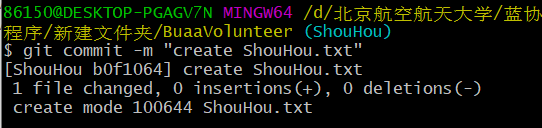 86150@DESKTOP-PGAGV7N MINGW64 /d/北京航空航天大学/蓝协
程序/新建文件夹/BuaaVolunteer (ShouHou)
$ git commit -m "create ShouHou.txt"
[ShouHou b0f1064] create ShouHou.txt
 1 file changed, 0 insertions(+), 0 deletions(-)
 create mode 100644 ShouHou.txt